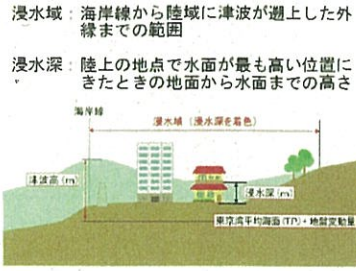 浸水域：海岸線から陸域に津波が遡上した外
縁までの範囲
浸水深：陸上の地点で水面が最も高い位置に
きたときの地面から水面までの高さ
海岸線
浸水域（浸水深を着色）
津波高(m)
浸水深(m)
東京湾平均海面(T.P.)・地盤変動量